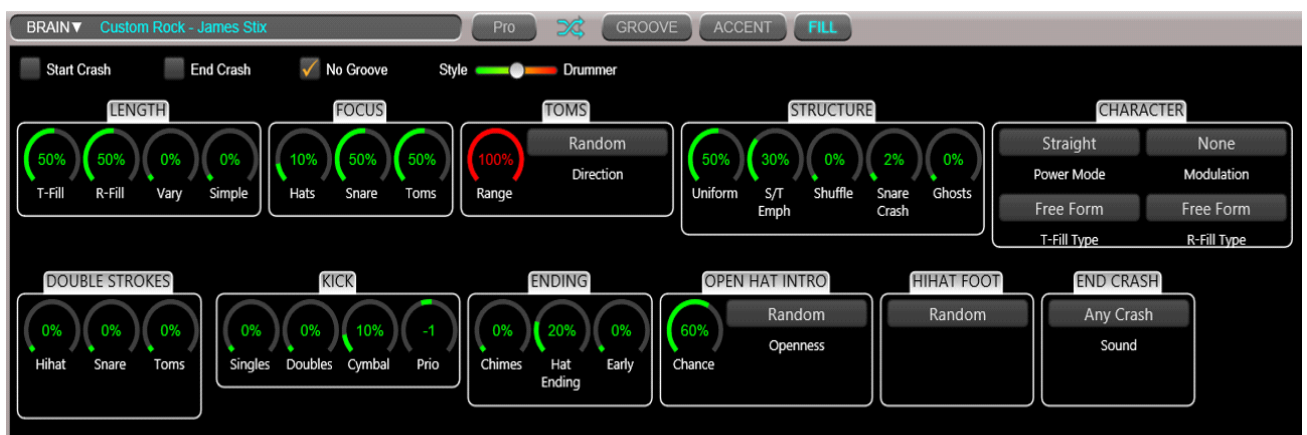 BRAIN▼ Custom Rock - James Stix Pro GROOVE ACCENT FILL
Start Crash End Crash No Groove Style Drummer
LENGTH FOCUS TOMS STRUCTURE CHARACTER
50% 50% 0% 0% 10% 50% 50% 100% Random 50% 30% 0% 2% 0% Straight None
T-Fill R-Fill Vary Simple Hats Snare Toms Range Direction Uniform S/T Emph Shuffle Snare Crash Ghosts Power Mode Modulation
Free Form Free Form
T-Fill Type R-Fill Type
DOUBLE STROKES KICK ENDING OPEN HAT INTRO HIHAT FOOT END CRASH
0% 0% 0% 0% 0% 10% -1 0% 20% 0% 60% Random Random Any Crash
Hihat Snare Toms Singles Doubles Cymbal Prio Chimes Hat Ending Early Chance Openness Sound